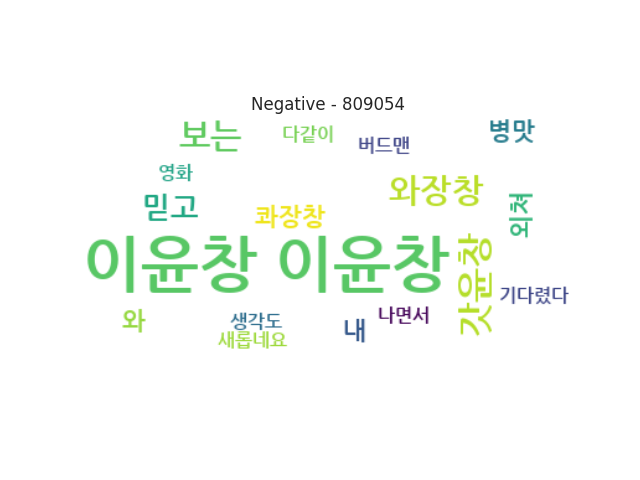 Negative - 809054
보는 다같이 버드맨 병맛
영화
믿고 콰장창 와장창 외쳐
이윤창 이윤창 갓윤창
기다렸다
와 생각도 내 나면서
새롭네요